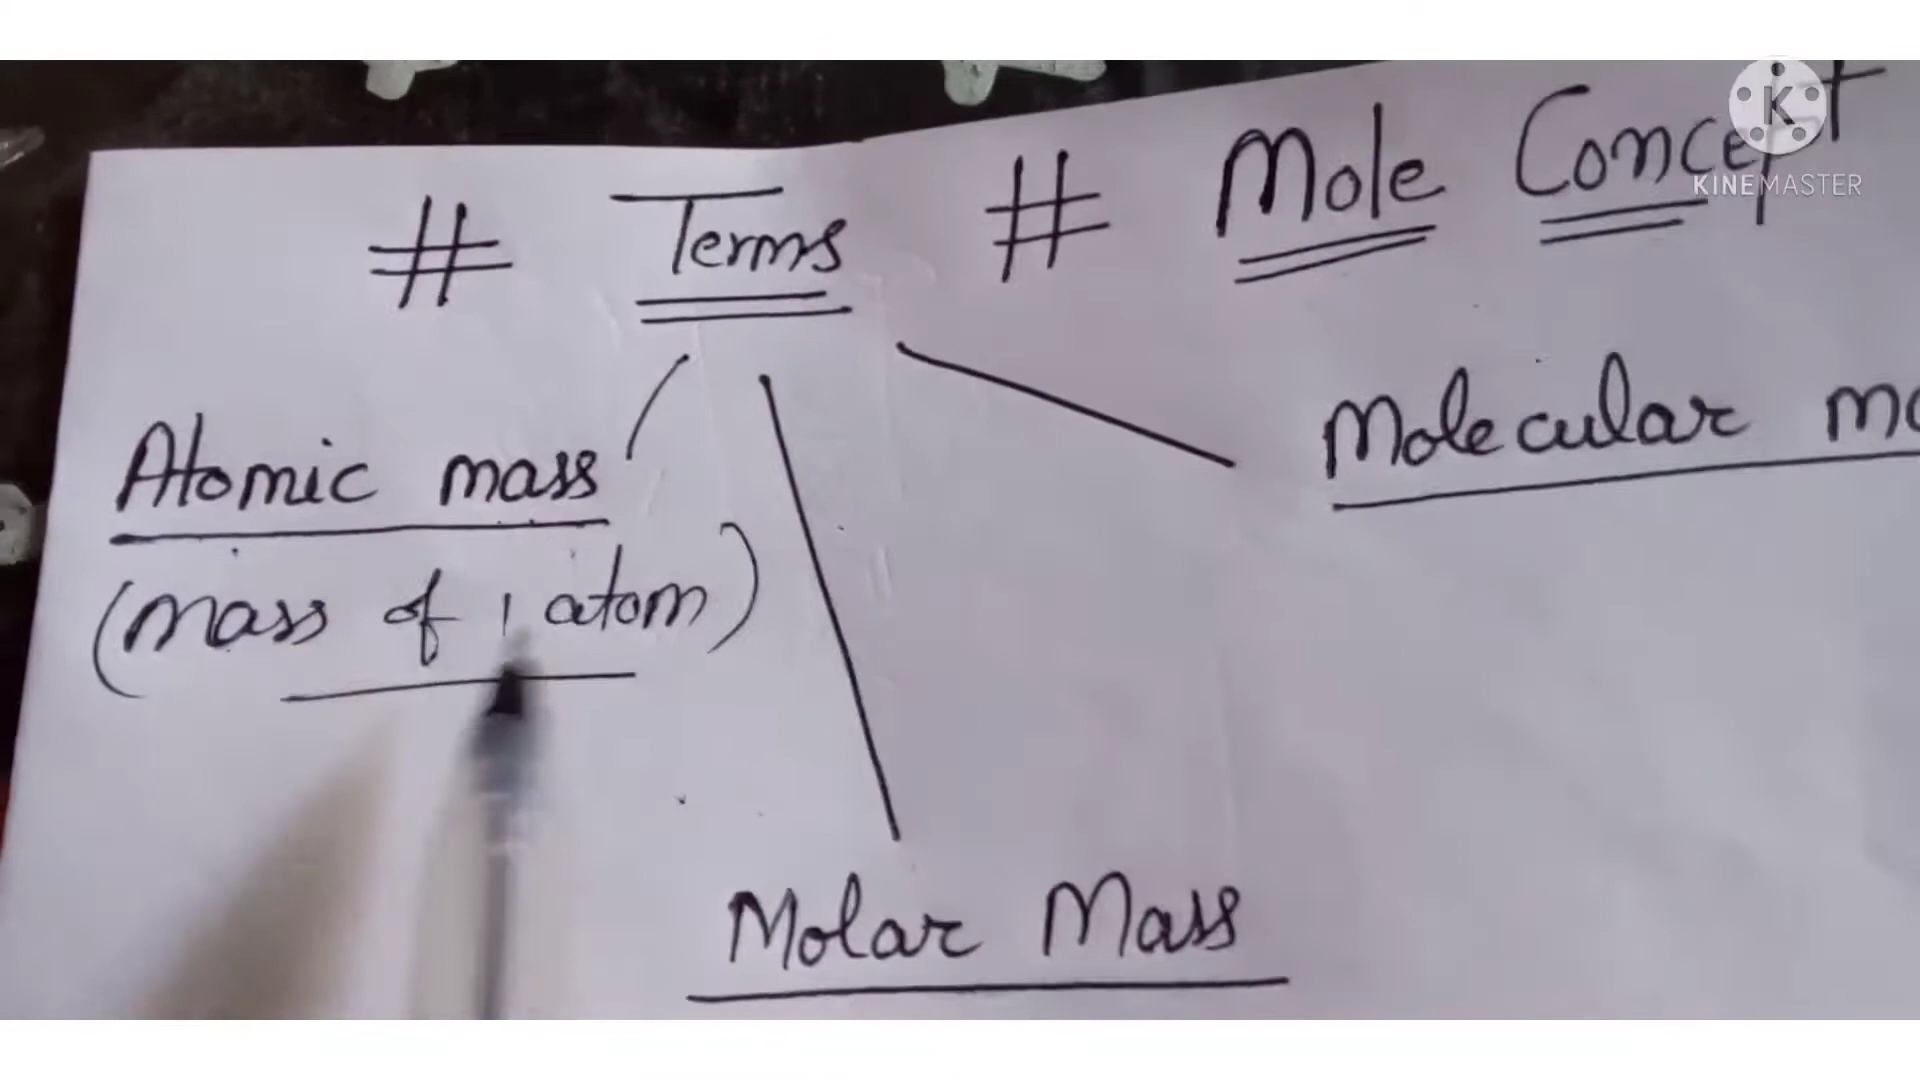 # Terms # Mole Concept
KINEMASTER
Atomic mass
Molecular
(mass of 1 atom)
Molar Mass